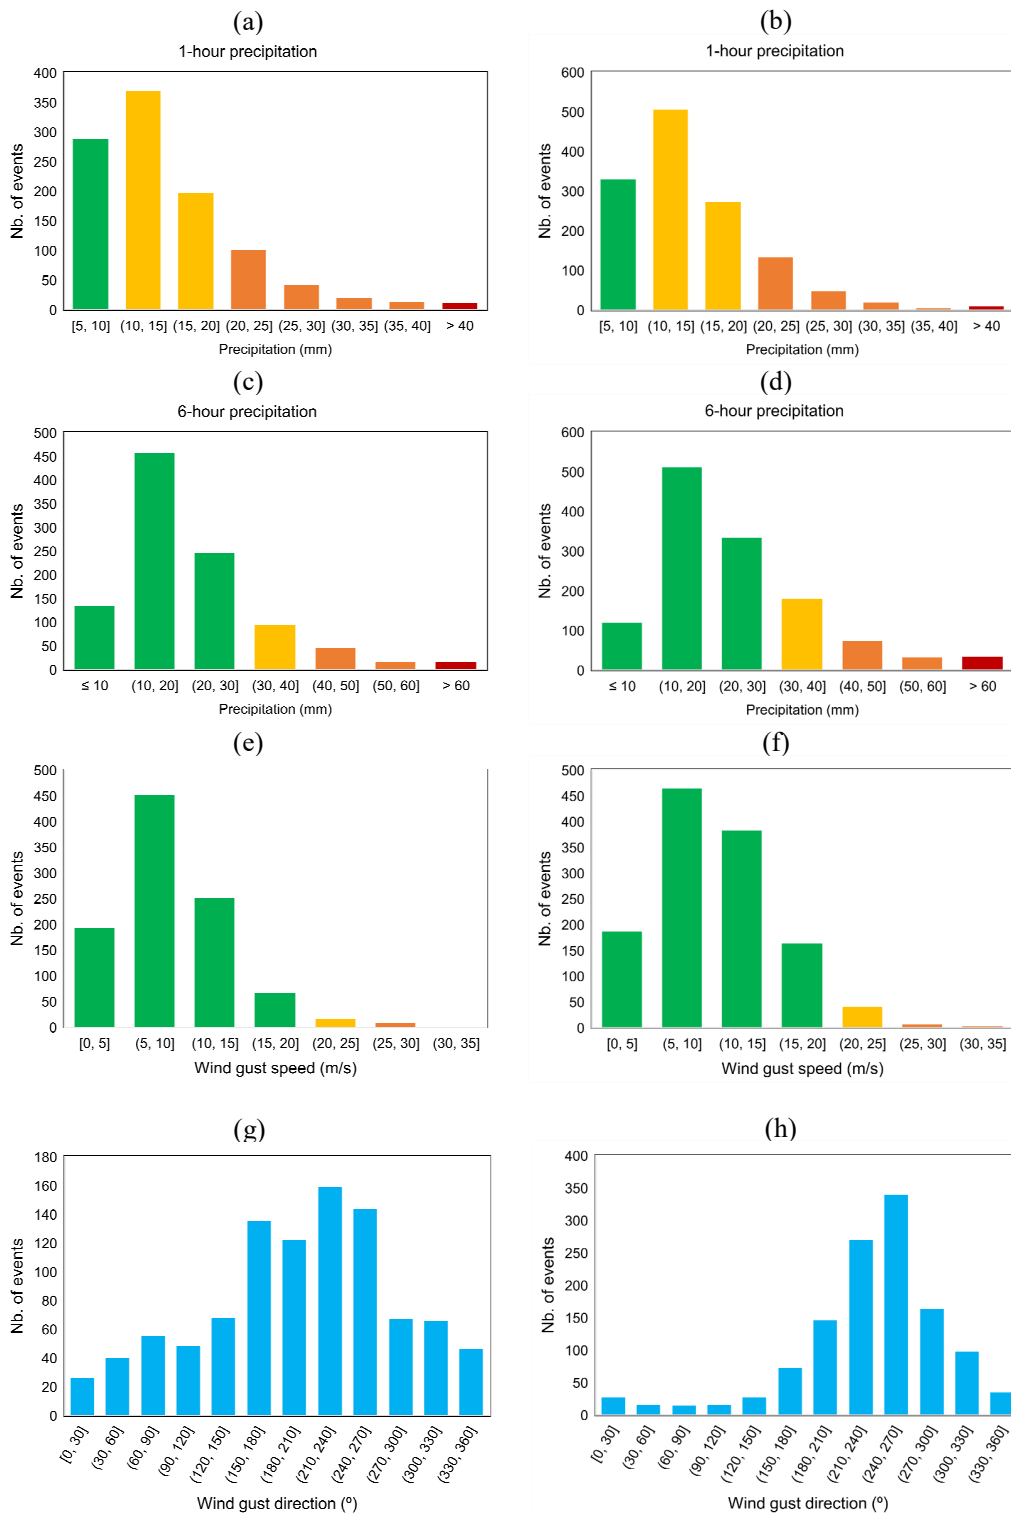 (a)
1-hour precipitation
Nb. of events
400
350
300
250
200
150
100
50
0
[5, 10] (10, 15] (15, 20] (20, 25] (25, 30] (30, 35] (35, 40] > 40
Precipitation (mm)
(b)
1-hour precipitation
Nb. of events
600
500
400
300
200
100
0
[5, 10] (10, 15] (15, 20] (20, 25] (25, 30] (30, 35] (35, 40] > 40
Precipitation (mm)
(c)
6-hour precipitation
Nb. of events
500
450
400
350
300
250
200
150
100
50
0
≤ 10 (10, 20] (20, 30] (30, 40] (40, 50] (50, 60] > 60
Precipitation (mm)
(d)
6-hour precipitation
Nb. of events
600
500
400
300
200
100
0
≤ 10 (10, 20] (20, 30] (30, 40] (40, 50] (50, 60] > 60
Precipitation (mm)
(e)
Nb. of events
500
450
400
350
300
250
200
150
100
50
0
[0, 5] (5, 10] (10, 15] (15, 20] (20, 25] (25, 30] (30, 35]
Wind gust speed (m/s)
(f)
Nb. of events
500
450
400
350
300
250
200
150
100
50
0
[0, 5] (5, 10] (10, 15] (15, 20] (20, 25] (25, 30] (30, 35]
Wind gust speed (m/s)
(g)
Nb. of events
180
160
140
120
100
80
60
40
20
0
[0, 30] (30, 60] (60, 90] (90, 120] (120, 150] (150, 180] (180, 210] (210, 240] (240, 270] (270, 300] (300, 330] (330, 360]
Wind gust direction (º)
(h)
Nb. of events
400
350
300
250
200
150
100
50
0
[0, 30] (30, 60] (60, 90] (90, 120] (120, 150] (150, 180] (180, 210] (210, 240] (240, 270] (270, 300] (300, 330] (330, 360]
Wind gust direction (º)